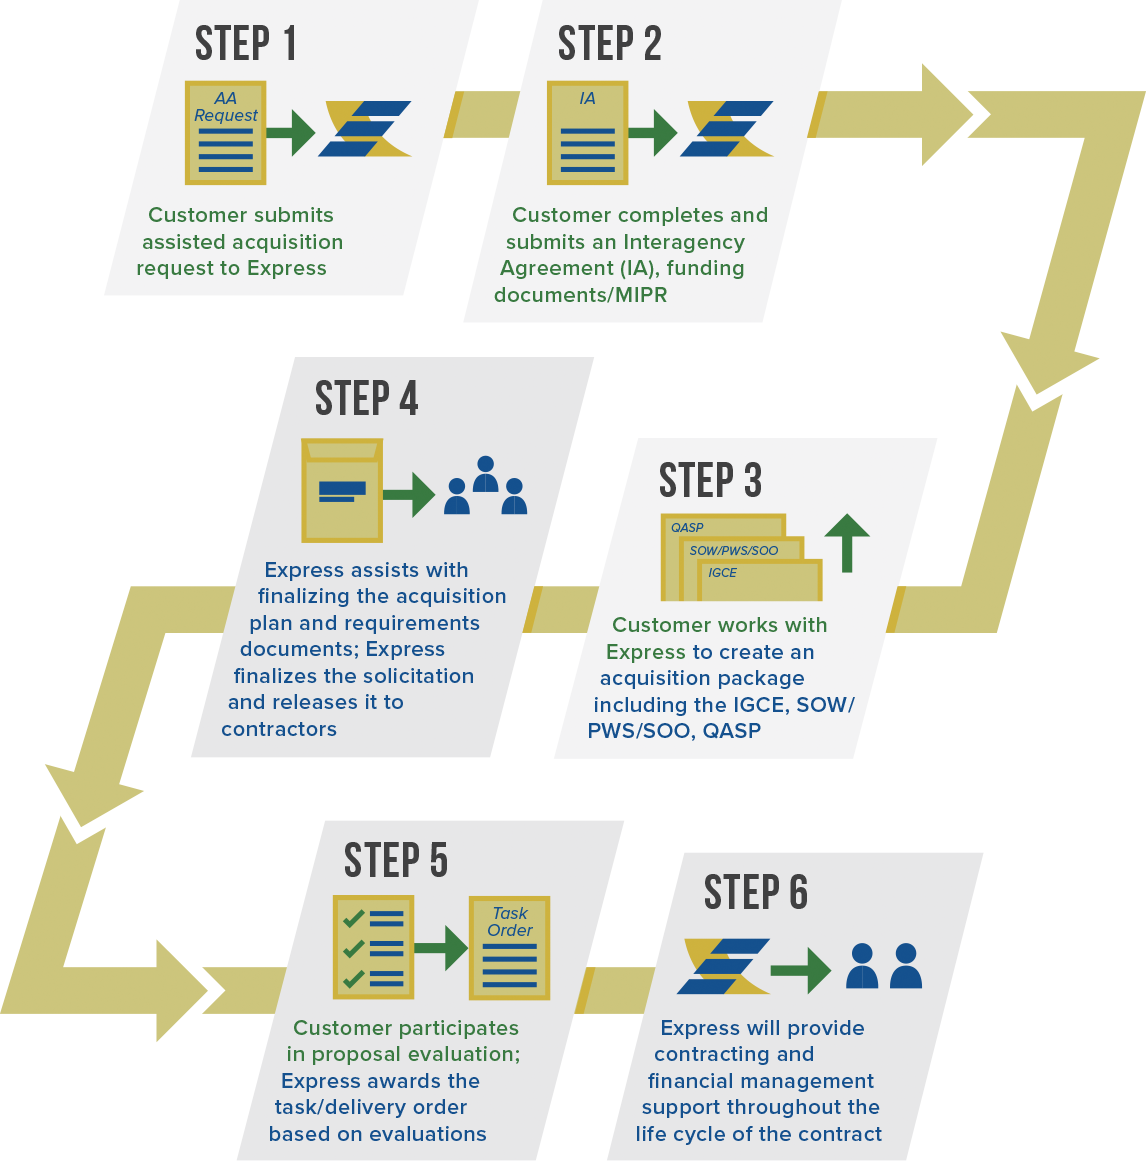 STEP 1
AA
Request
Customer submits
assisted acquisition
request to Express
STEP 2
IA
Customer completes and
submits an Interagency
Agreement (IA), funding
documents/MIPR
STEP 3
QASP
SOW/PWS/SOO
IGCE
Customer works with
Express to create an
acquisition package
including the IGCE, SOW/
PWS/SOO, QASP
STEP 4
Express assists with
finalizing the acquisition
plan and requirements
documents; Express
finalizes the solicitation
and releases it to
contractors
STEP 5
Task
Order
Customer participates
in proposal evaluation;
Express awards the
task/delivery order
based on evaluations
STEP 6
Express will provide
contracting and
financial management
support throughout the
life cycle of the contract